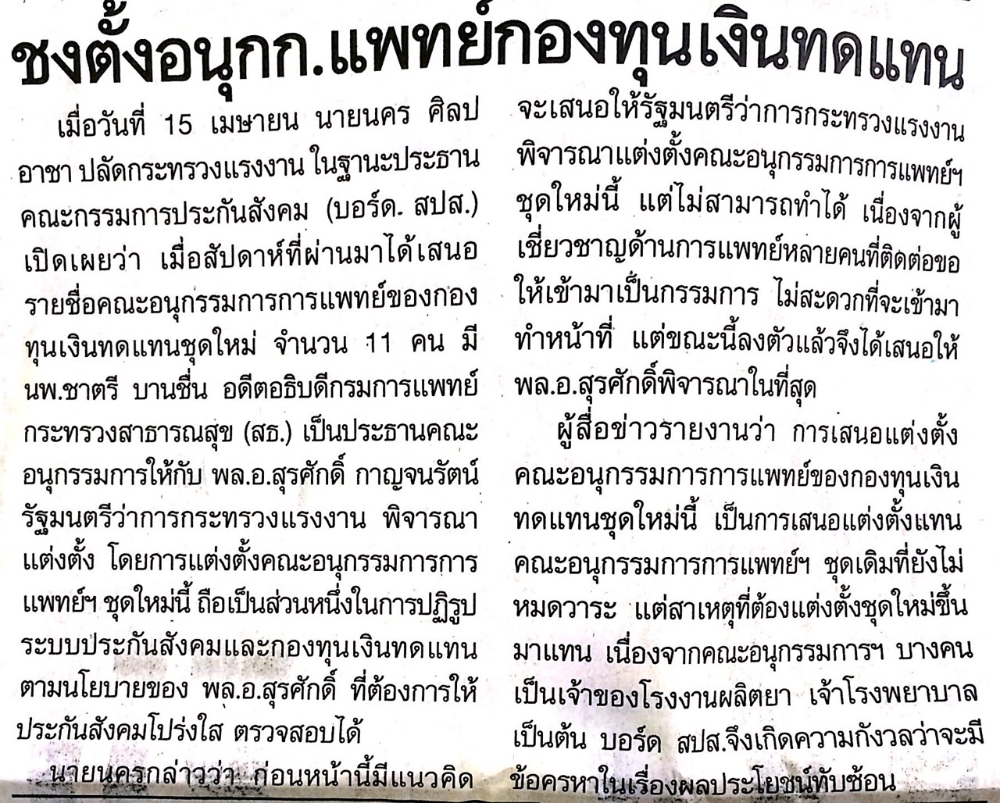 ชงตั้งอนุกก.แพทย์กองทุนเงินทดแทน
เมื่อวันที่ 15 เมษายน นายนคร ศิลป
อาชา ปลัดกระทรวงแรงงาน ในฐานะประธาน
คณะกรรมการประกันสังคม (บอร์ด. สปส.)
เปิดเผยว่า เมื่อสัปดาห์ที่ผ่านมาได้เสนอ
รายชื่อคณะอนุกรรมการการแพทย์ของกอง
ทุนเงินทดแทนชุดใหม่ จำนวน 11 คน มี
นพ.ชาตรี บานชื่น อดีตอธิบดีกรมการแพทย์
กระทรวงสาธารณสุข (สธ.) เป็นประธานคณะ
อนุกรรมการให้กับ พล.อ.สุรศักดิ์ กาญจนรัตน์
รัฐมนตรีว่าการกระทรวงแรงงาน พิจารณา
แต่งตั้ง โดยการแต่งตั้งคณะอนุกรรมการการ
แพทย์ฯ ชุดใหม่นี้ ถือเป็นส่วนหนึ่งในการปฏิรูป
ระบบประกันสังคมและกองทุนเงินทดแทน
ตามนโยบายของ พล.อ.สุรศักดิ์ ที่ต้องการให้
ประกันสังคมโปร่งใส ตรวจสอบได้
นายนครกล่าวว่า ก่อนหน้านี้มีแนวคิด
จะเสนอให้รัฐมนตรีว่าการกระทรวงแรงงาน
พิจารณาแต่งตั้งคณะอนุกรรมการการแพทย์ฯ
ชุดใหม่นี้ แต่ไม่สามารถทำได้ เนื่องจากผู้
เชี่ยวชาญด้านการแพทย์หลายคนที่ติดต่อขอ
ให้เข้ามาเป็นกรรมการ ไม่สะดวกที่จะเข้ามา
ทำหน้าที่ แต่ขณะนี้ลงตัวแล้วจึงได้เสนอให้
พล.อ.สุรศักดิ์พิจารณาในที่สุด
ผู้สื่อข่าวรายงานว่า การเสนอแต่งตั้ง
คณะอนุกรรมการการแพทย์ของกองทุนเงิน
ทดแทนชุดใหม่นี้ เป็นการเสนอแต่งตั้งแทน
คณะอนุกรรมการการแพทย์ฯ ชุดเดิมที่ยังไม่
หมดวาระ แต่สาเหตุที่ต้องแต่งตั้งชุดใหม่ขึ้น
มาแทน เนื่องจากคณะอนุกรรมการฯ บางคน
เป็นเจ้าของโรงงานผลิตยา เจ้าโรงพยาบาล
เป็นต้น บอร์ด สปส.จึงเกิดความกังวลว่าจะมี
ข้อครหาในเรื่องผลประโยชน์ทับซ้อน